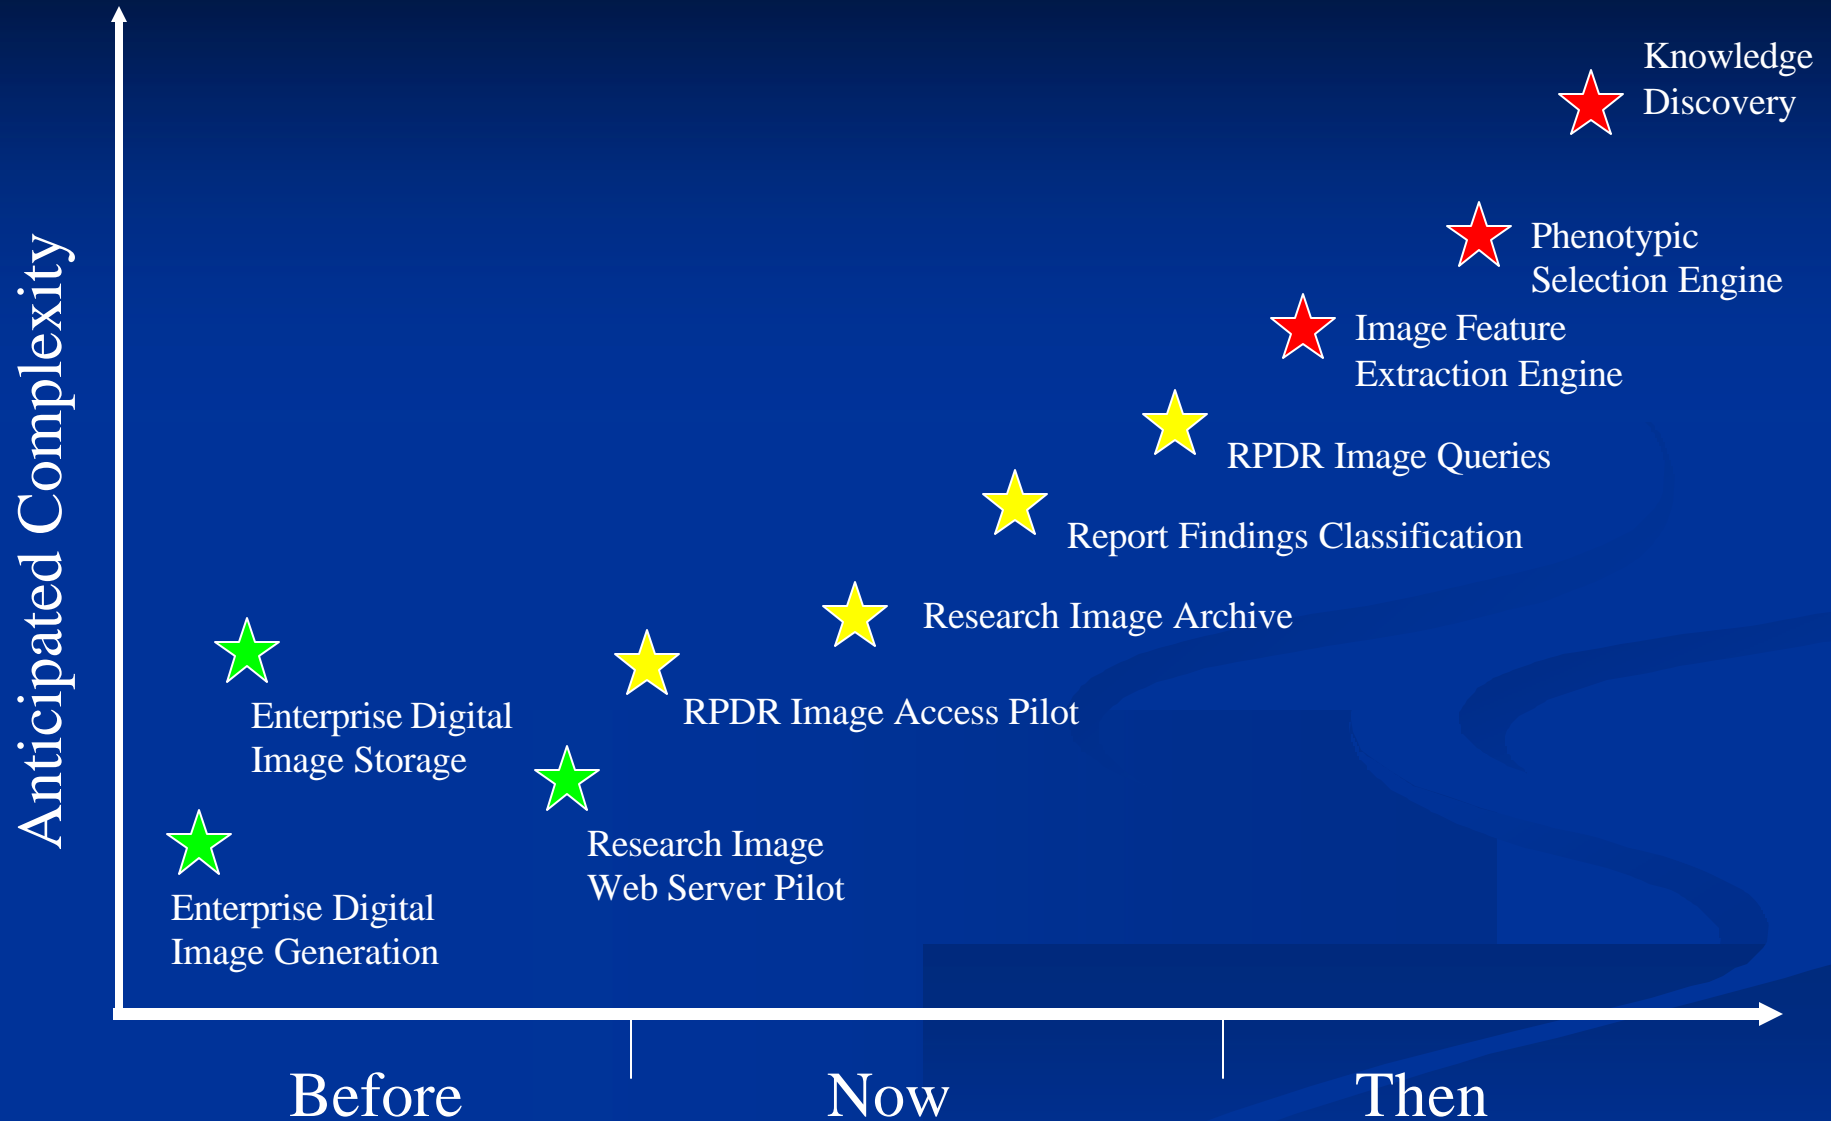 Knowledge
Discovery
Phenotypic
Selection Engine
Image Feature
Extraction Engine
RPDR Image Queries
Report Findings Classification
Research Image Archive
RPDR Image Access Pilot
Enterprise Digital
Image Storage
Research Image
Web Server Pilot
Enterprise Digital
Image Generation
Anticipated Complexity
Before
Now
Then